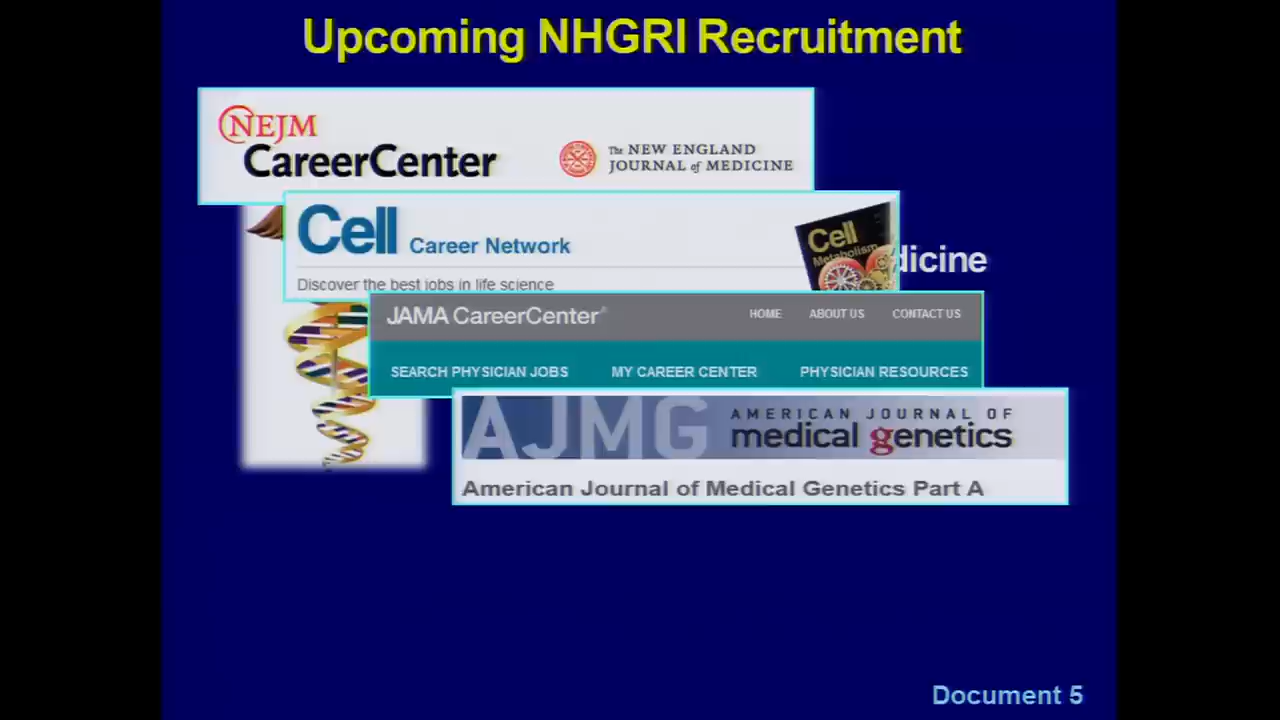 Upcoming NHGRI Recruitment
NEJM
CareerCenter
The NEW ENGLAND
JOURNAL of MEDICINE
Cell Career Network
Discover the best jobs in life science
Cell
Metabolism
dicine
JAMA CareerCenter®
HOME ABOUT US CONTACT US
SEARCH PHYSICIAN JOBS MY CAREER CENTER PHYSICIAN RESOURCES
AJMG
AMERICAN JOURNAL OF
medical genetics
American Journal of Medical Genetics Part A
Document 5